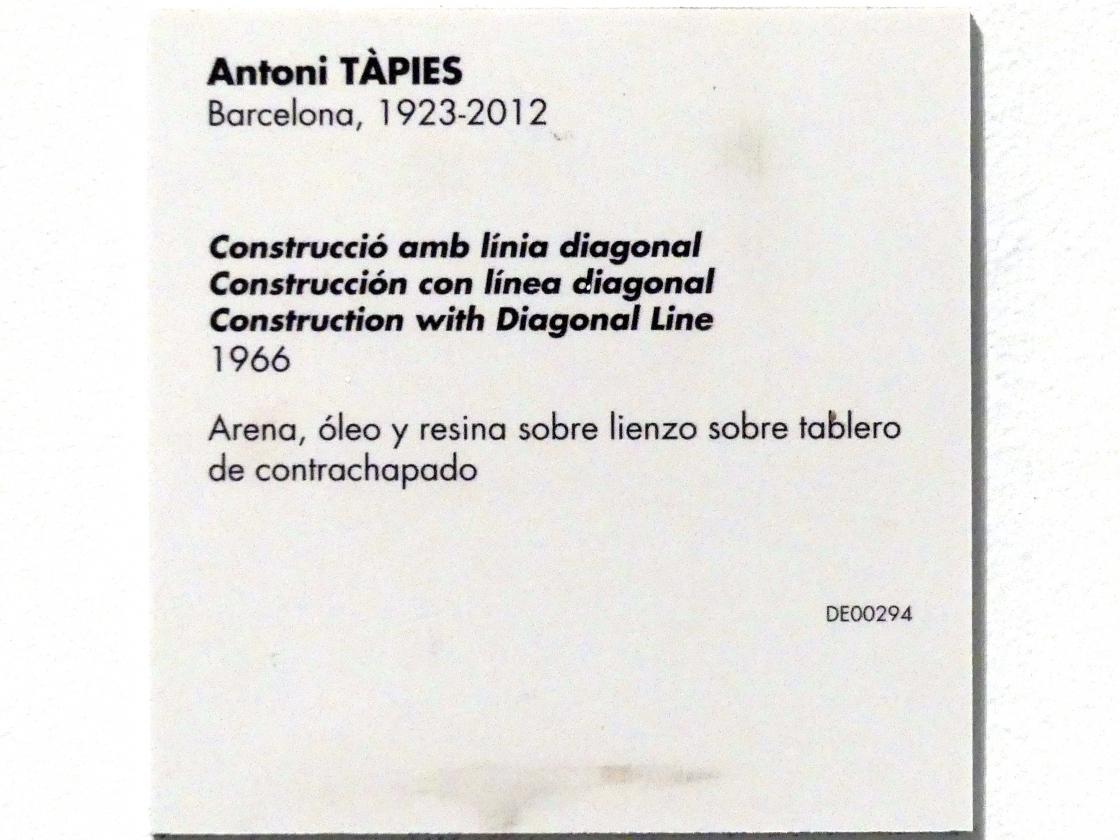 Antoni TÀPIES
Barcelona, 1923-2012
Construcció amb línia diagonal
Construcción con línea diagonal
Construction with Diagonal Line
1966
Arena, óleo y resina sobre lienzo sobre tablero
de contrachapado
DE00294